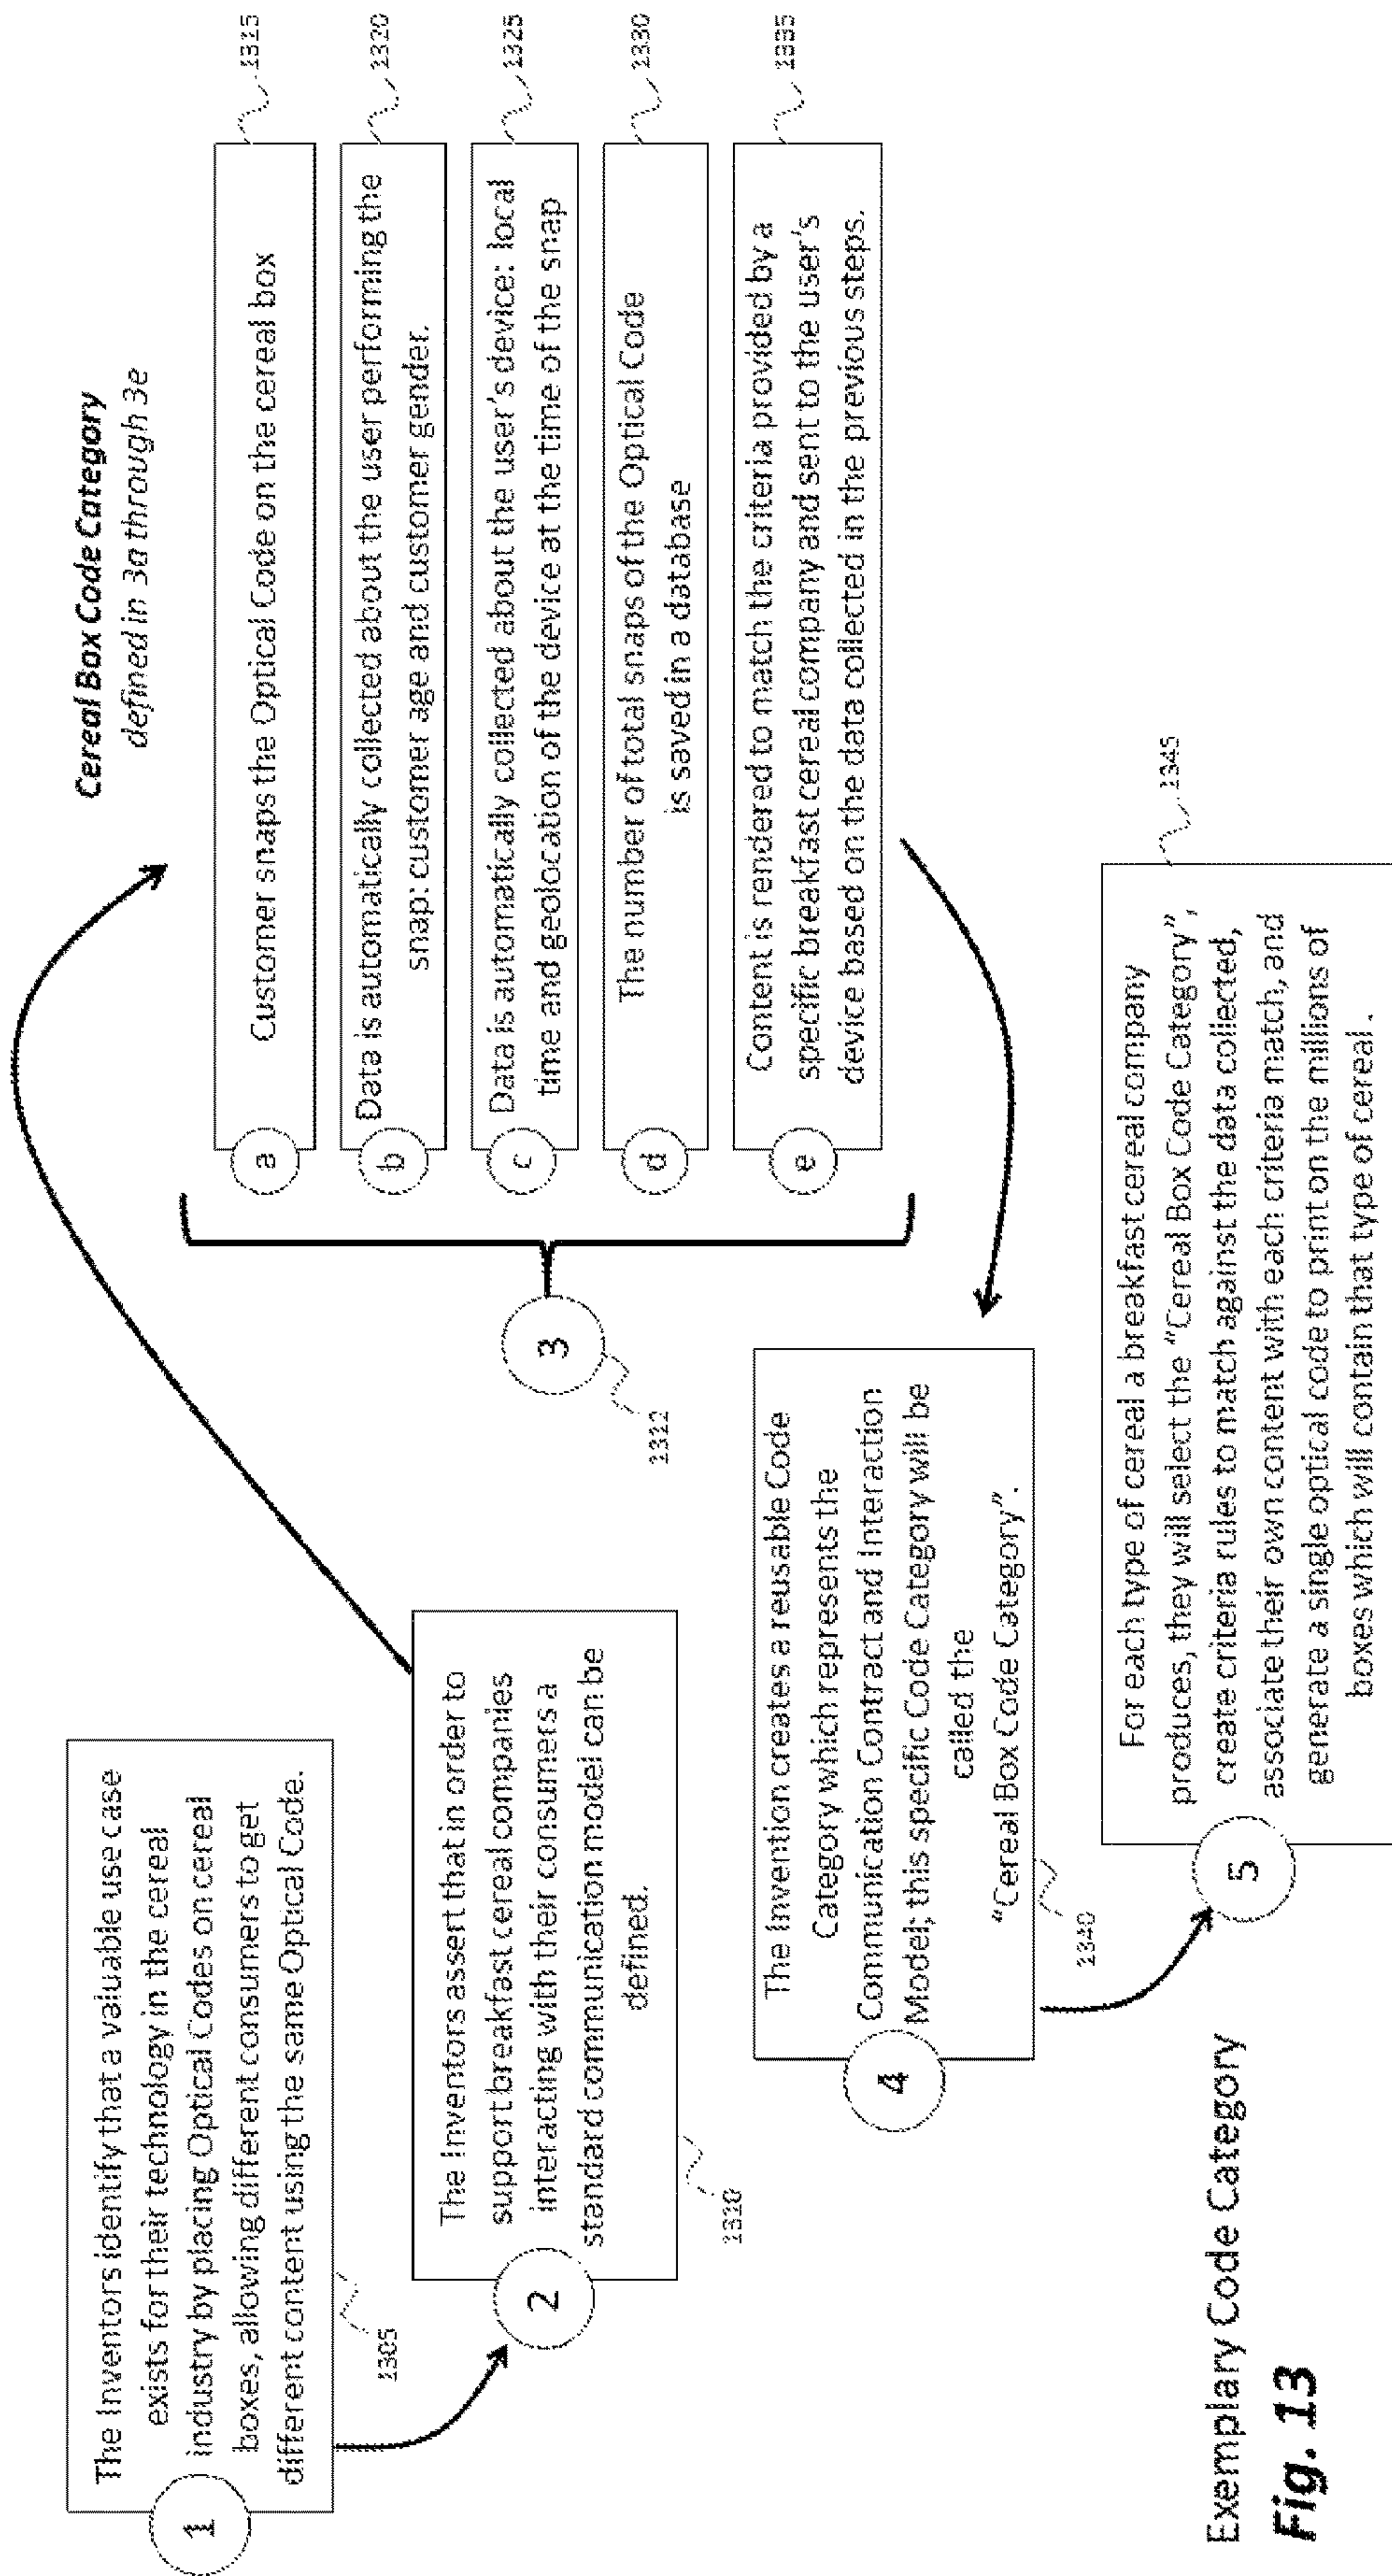 1
The Inventors identify that a valuable use case
exists for their technology in the cereal
industry by placing Optical Codes on cereal
boxes, allowing different consumers to get
different content using the same Optical Code.
1305
2
The Inventors assert that in order to
support breakfast cereal companies
interacting with their consumers a
standard communication model can be
defined.
1310
Cereal Box Code Category
defined in 3a through 3e
3
1312
a
Customer snaps the Optical Code on the cereal box
1315
b
Data is automatically collected about the user performing the
snap: customer age and customer gender.
1320
c
Data is automatically collected about the user's device: local
time and geolocation of the device at the time of the snap
1325
d
The number of total snaps of the Optical Code
is saved in a database
1330
e
Content is rendered to match the criteria provided by a
specific breakfast cereal company and sent to the user's
device based on the data collected in the previous steps.
1335
4
The Invention creates a reusable Code
Category which represents the
Communication Contract and Interaction
Model; this specific Code Category will be
called the
"Cereal Box Code Category".
1340
5
For each type of cereal a breakfast cereal company
produces, they will select the "Cereal Box Code Category",
create criteria rules to match against the data collected,
associate their own content with each criteria match, and
generate a single optical code to print on the millions of
boxes which will contain that type of cereal .
1345
Exemplary Code Category
Fig. 13